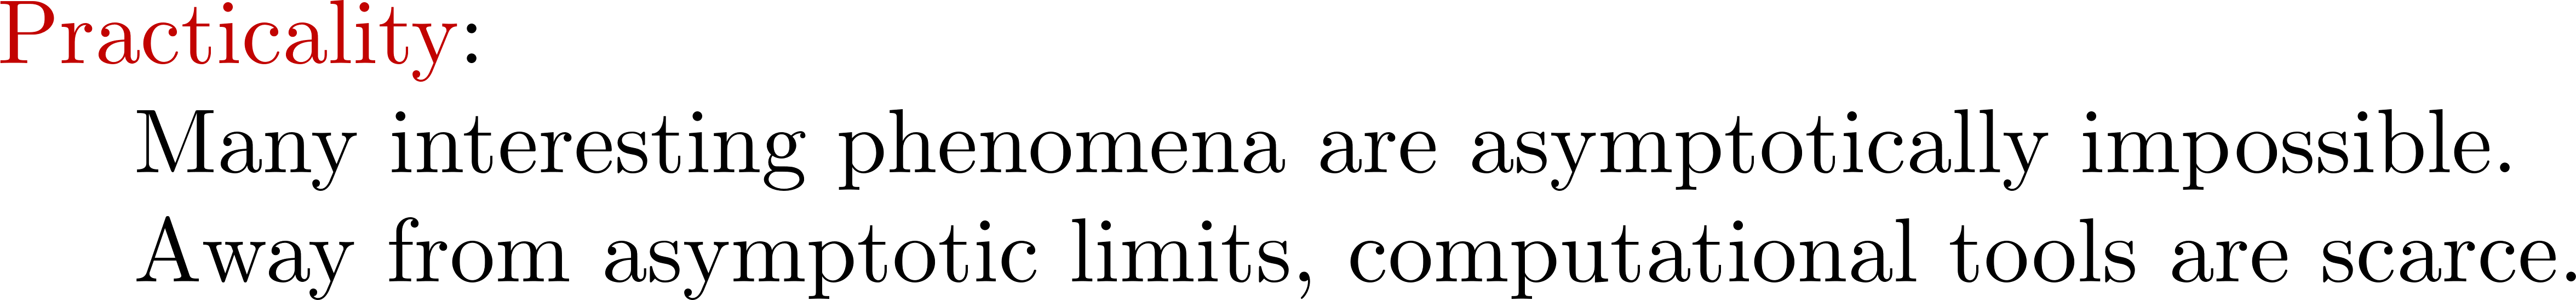 Practicality:
Many interesting phenomena are asymptotically impossible.
Away from asymptotic limits, computational tools are scarce.